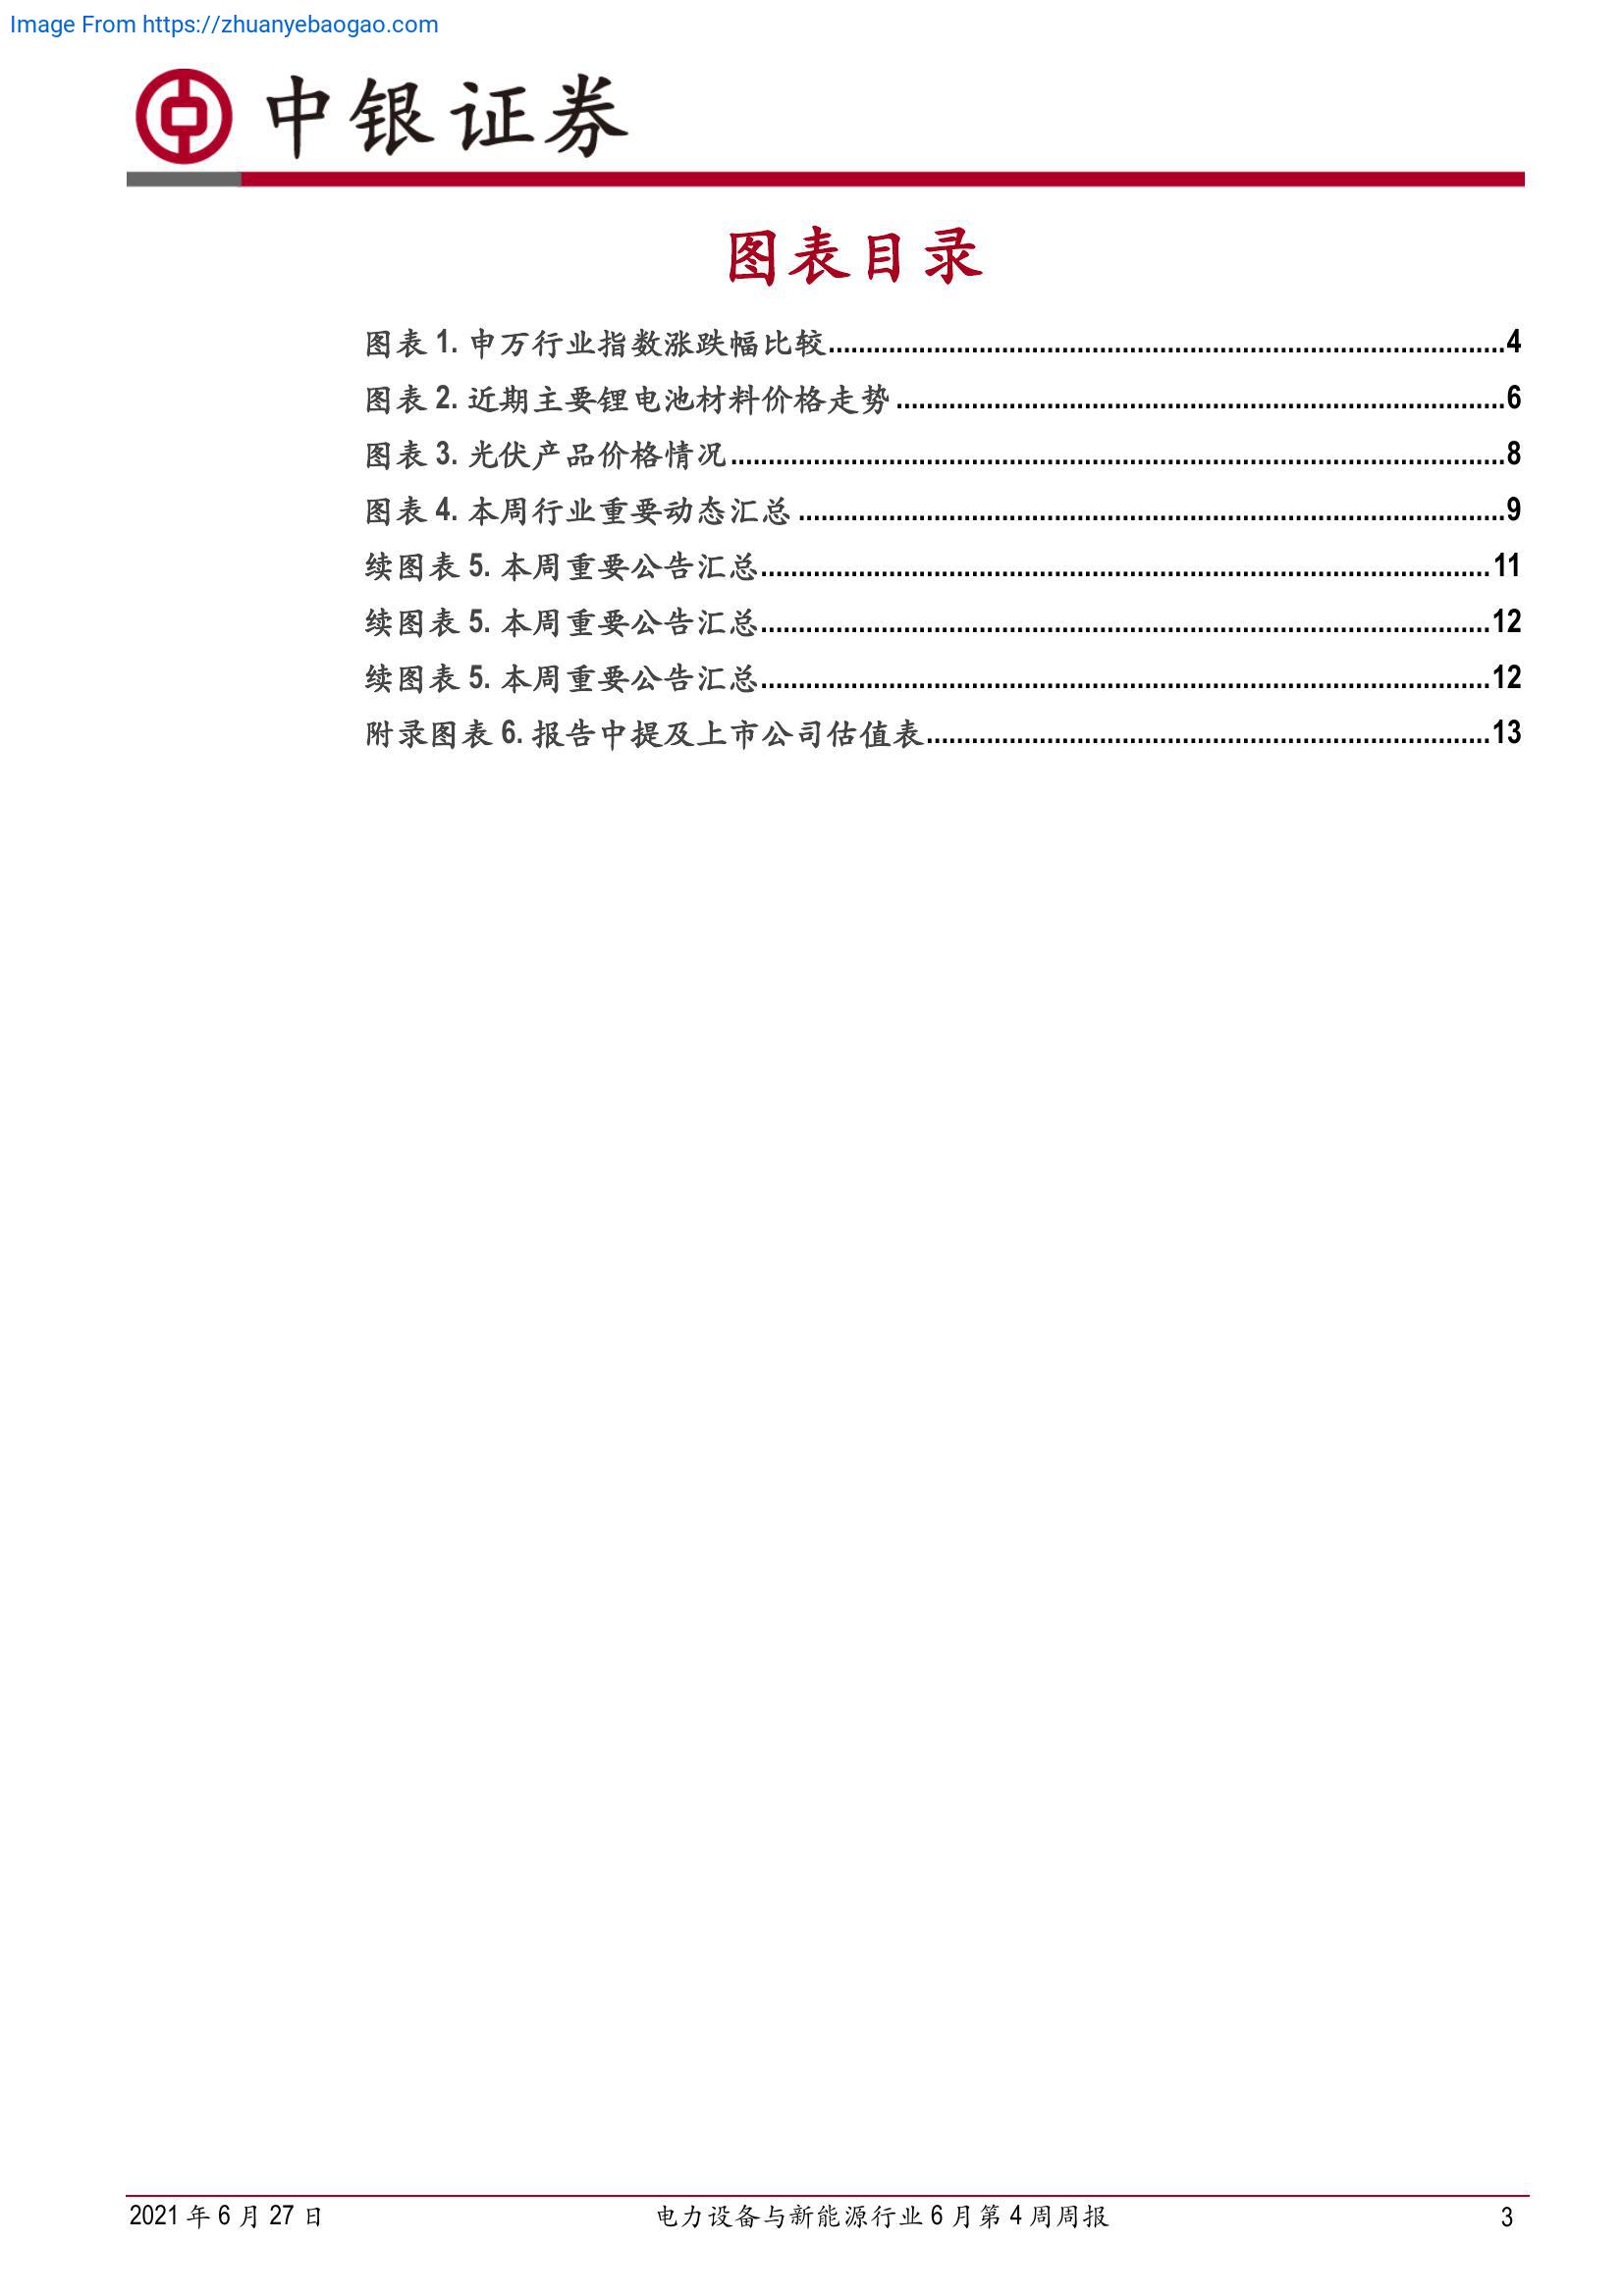 Image From https://zhuanyebaogao.com
中银证券
图表目录
图表 1. 申万行业指数涨跌幅比较........................................................................................4
图表 2. 近期主要锂电池材料价格走势 ...............................................................................6
图表 3. 光伏产品价格情况.....................................................................................................8
图表 4. 本周行业重要动态汇总 ............................................................................................9
续图表 5. 本周重要公告汇总...............................................................................................11
续图表 5. 本周重要公告汇总...............................................................................................12
续图表 5. 本周重要公告汇总...............................................................................................12
附录图表 6. 报告中提及上市公司估值表.........................................................................13
2021 年 6 月 27 日
电力设备与新能源行业 6 月第 4 周周报
3